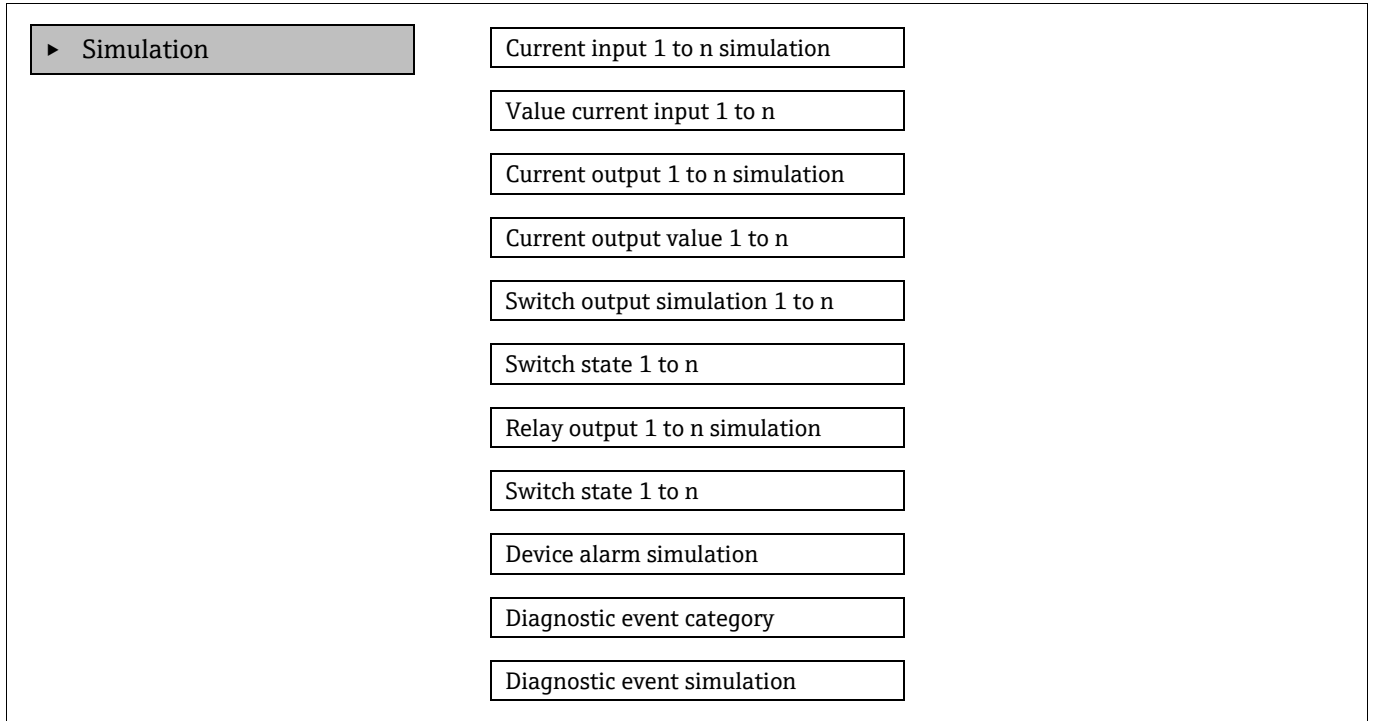 ▸ Simulation
Current input 1 to n simulation
Value current input 1 to n
Current output 1 to n simulation
Current output value 1 to n
Switch output simulation 1 to n
Switch state 1 to n
Relay output 1 to n simulation
Switch state 1 to n
Device alarm simulation
Diagnostic event category
Diagnostic event simulation